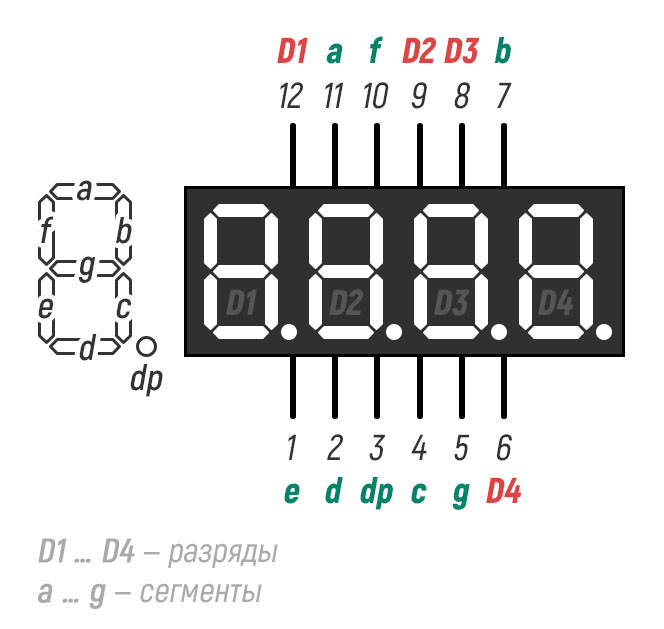 D1 a f D2 D3 b
12 11 10 9 8 7
a
f b
g
e c
d
dp
D1 D2 D3 D4
1 2 3 4 5 6
e d dp c g D4
D1 ... D4 – разряды
a ... g – сегменты